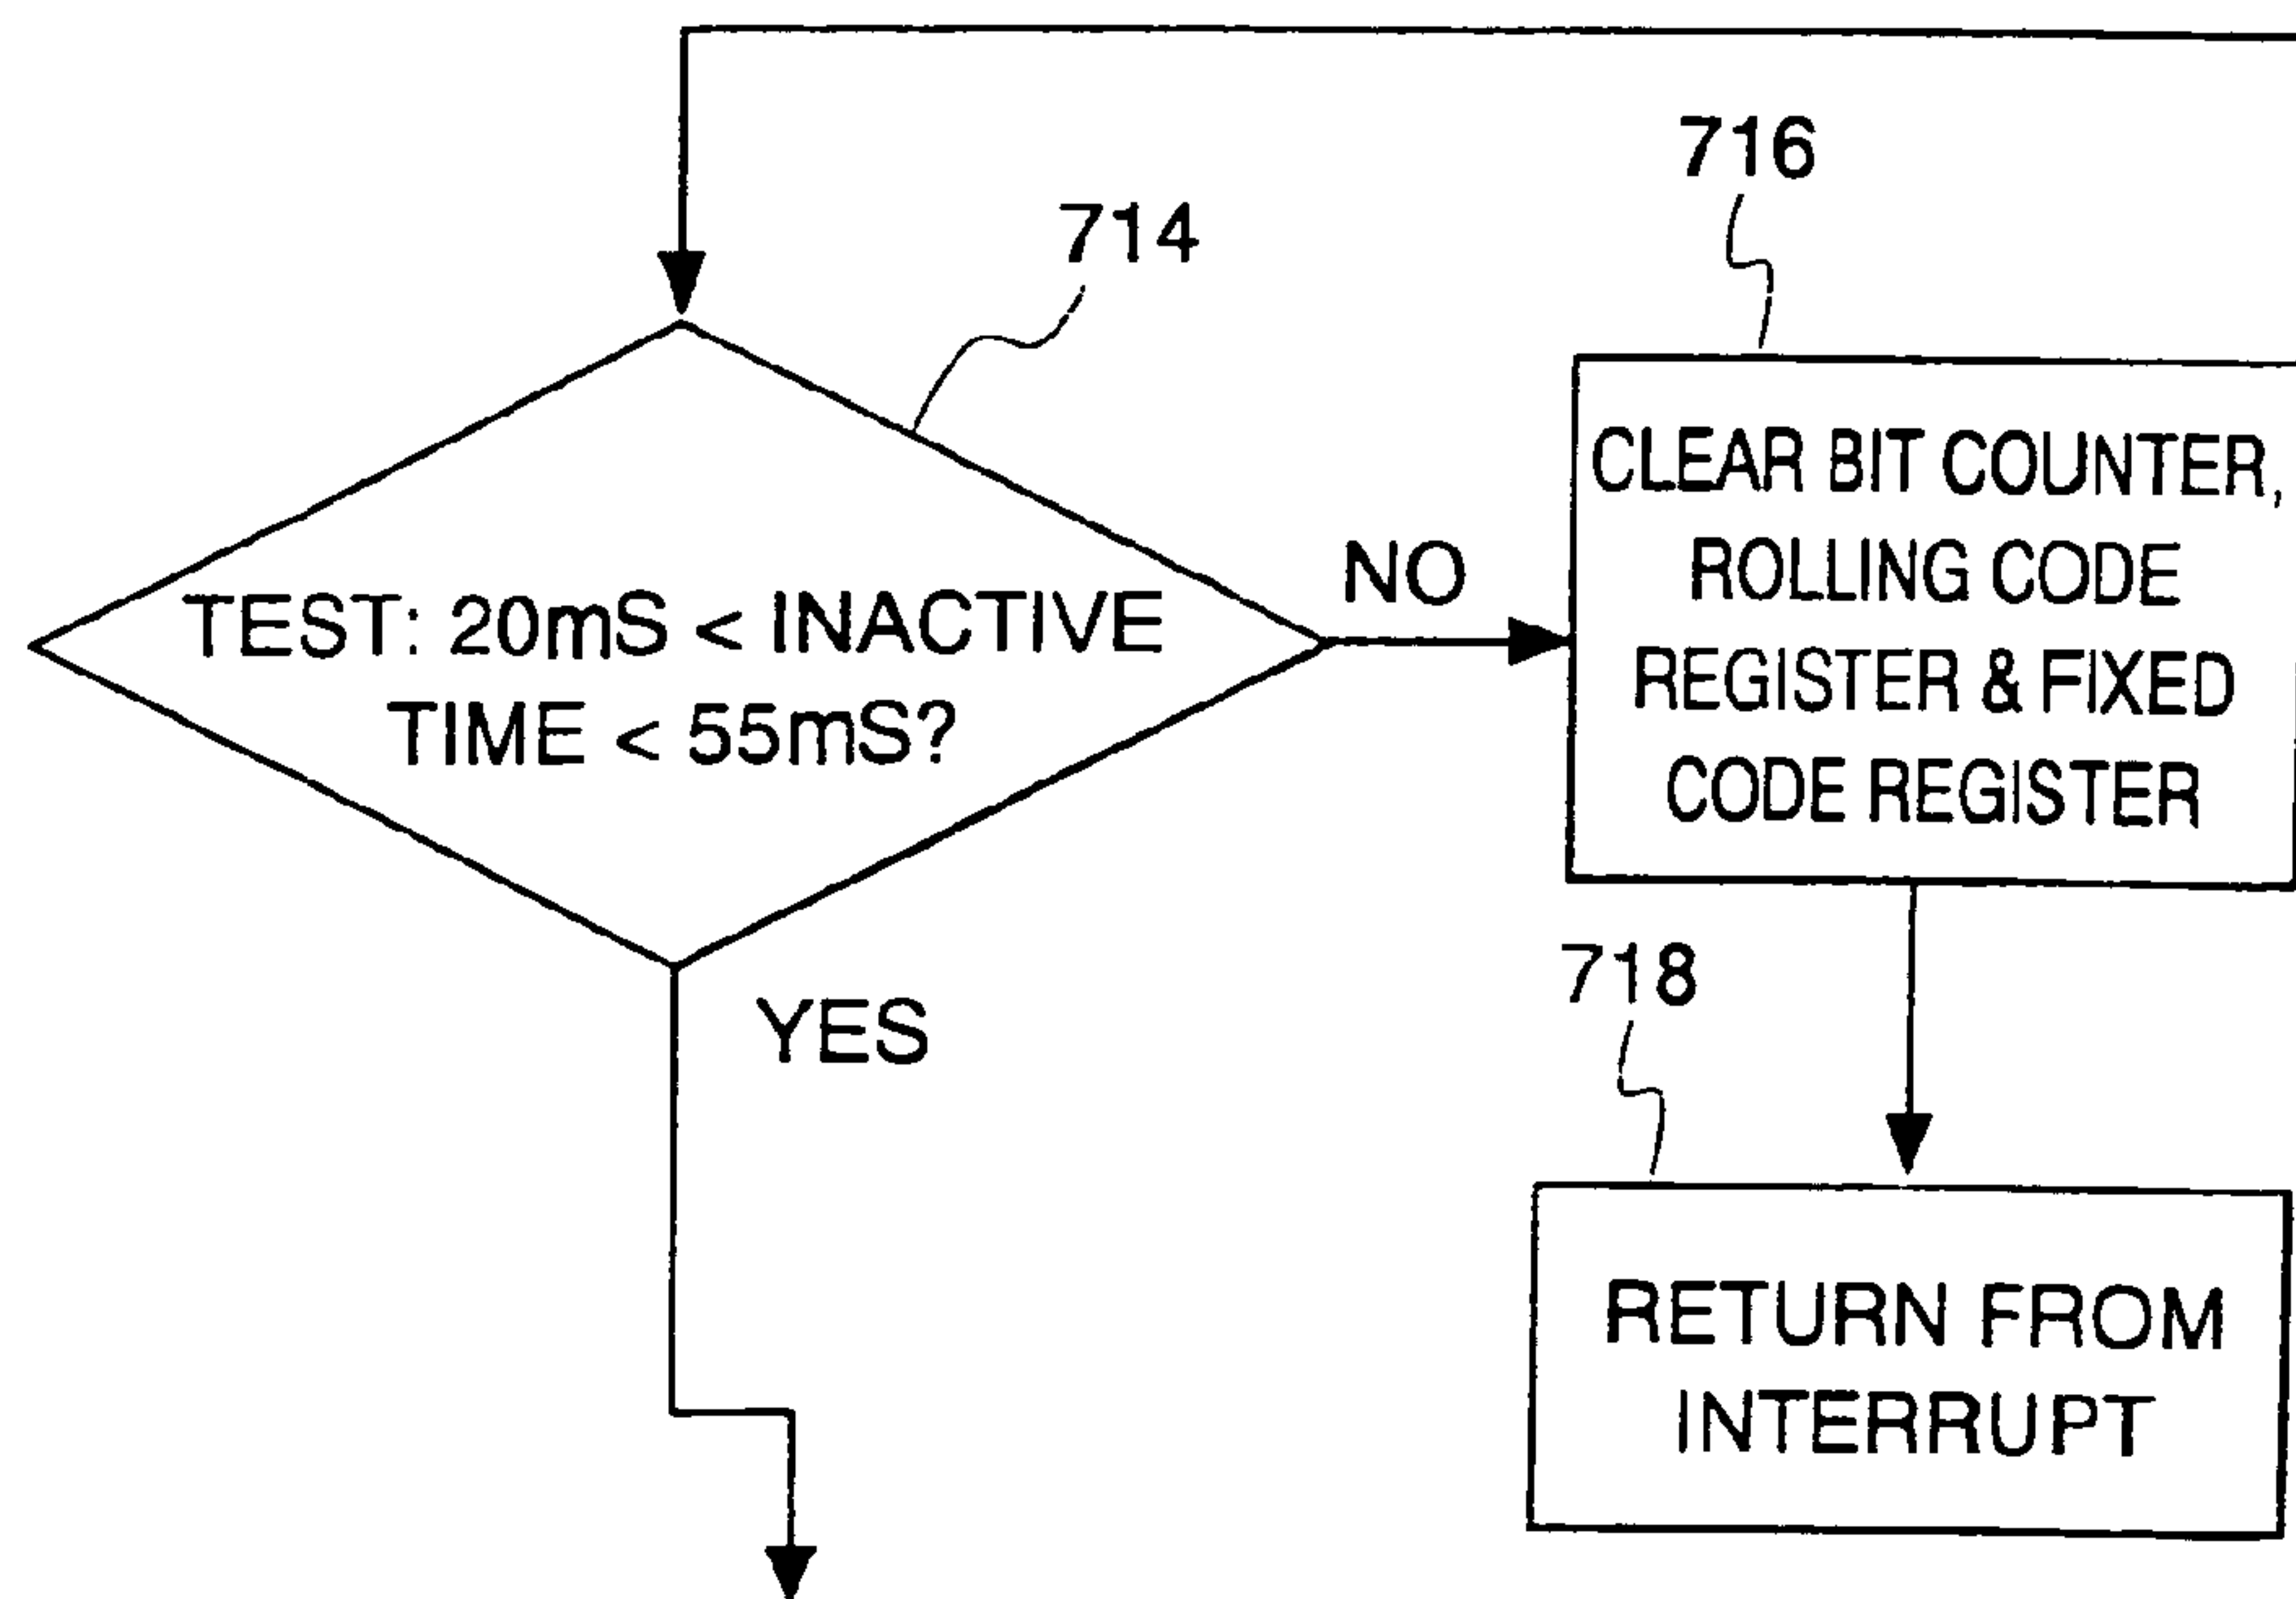 716
714
CLEAR BIT COUNTER,
ROLLING CODE
REGISTER & FIXED
CODE REGISTER
NO
TEST: 20mS < INACTIVE
TIME < 55mS?
YES
718
RETURN FROM
INTERRUPT